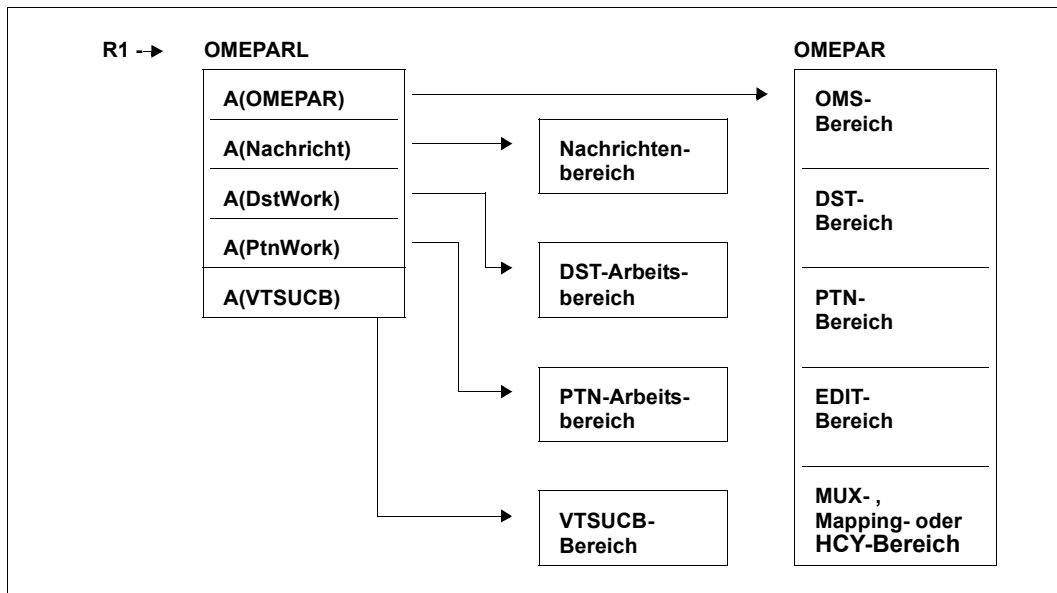 R1 -→ OMEPARL
OMEPAR
A(OMEPAR)
A(Nachricht)
A(DstWork)
A(PtnWork)
A(VTSUCB)
Nachrichten-
bereich
DST-Arbeits-
bereich
PTN-Arbeits-
bereich
VTSUCB-
Bereich
OMS-
Bereich
DST-
Bereich
PTN-
Bereich
EDIT-
Bereich
MUX- ,
Mapping- oder
HCY-Bereich